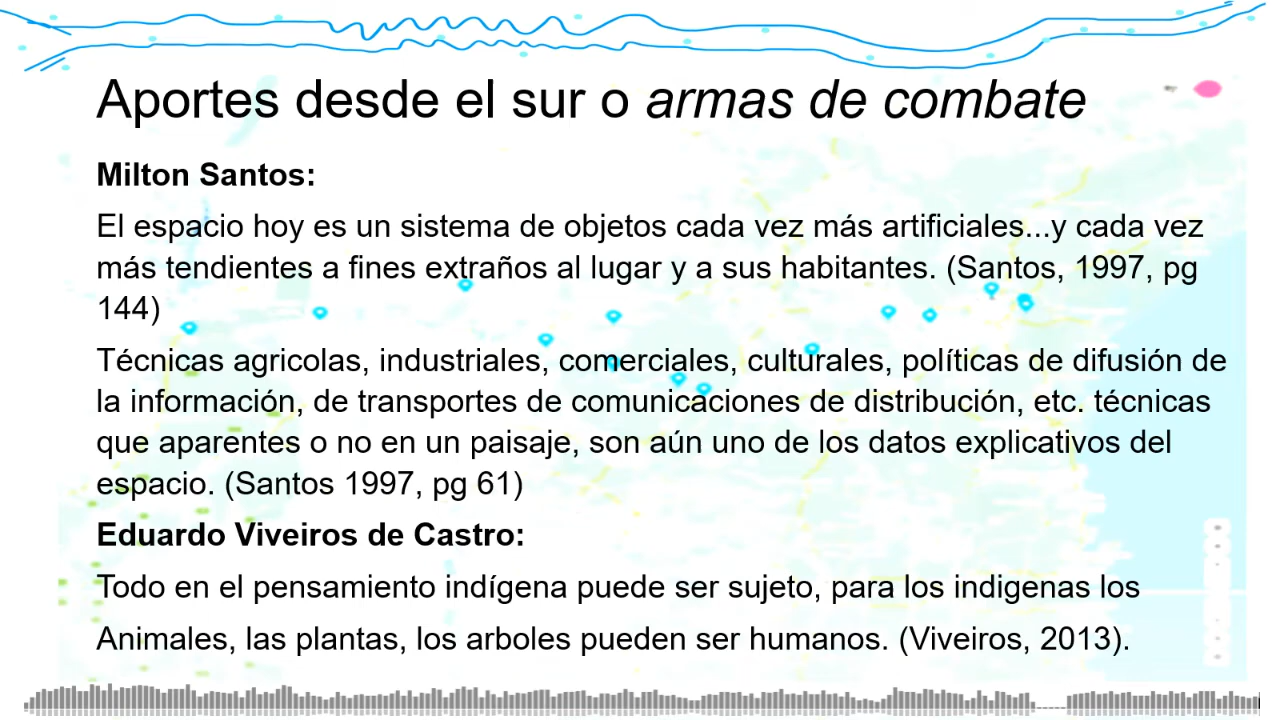 Aportes desde el sur o armas de combate
Milton Santos:
El espacio hoy es un sistema de objetos cada vez más artificiales...y cada vez
más tendientes a fines extraños al lugar y a sus habitantes. (Santos, 1997, pg
144)
Técnicas agricolas, industriales, comerciales, culturales, políticas de difusión de
la información, de transportes de comunicaciones de distribución, etc. técnicas
que aparentes o no en un paisaje, son aún uno de los datos explicativos del
espacio. (Santos 1997, pg 61)
Eduardo Viveiros de Castro:
Todo en el pensamiento indígena puede ser sujeto, para los indigenas los
Animales, las plantas, los arboles pueden ser humanos. (Viveiros, 2013).